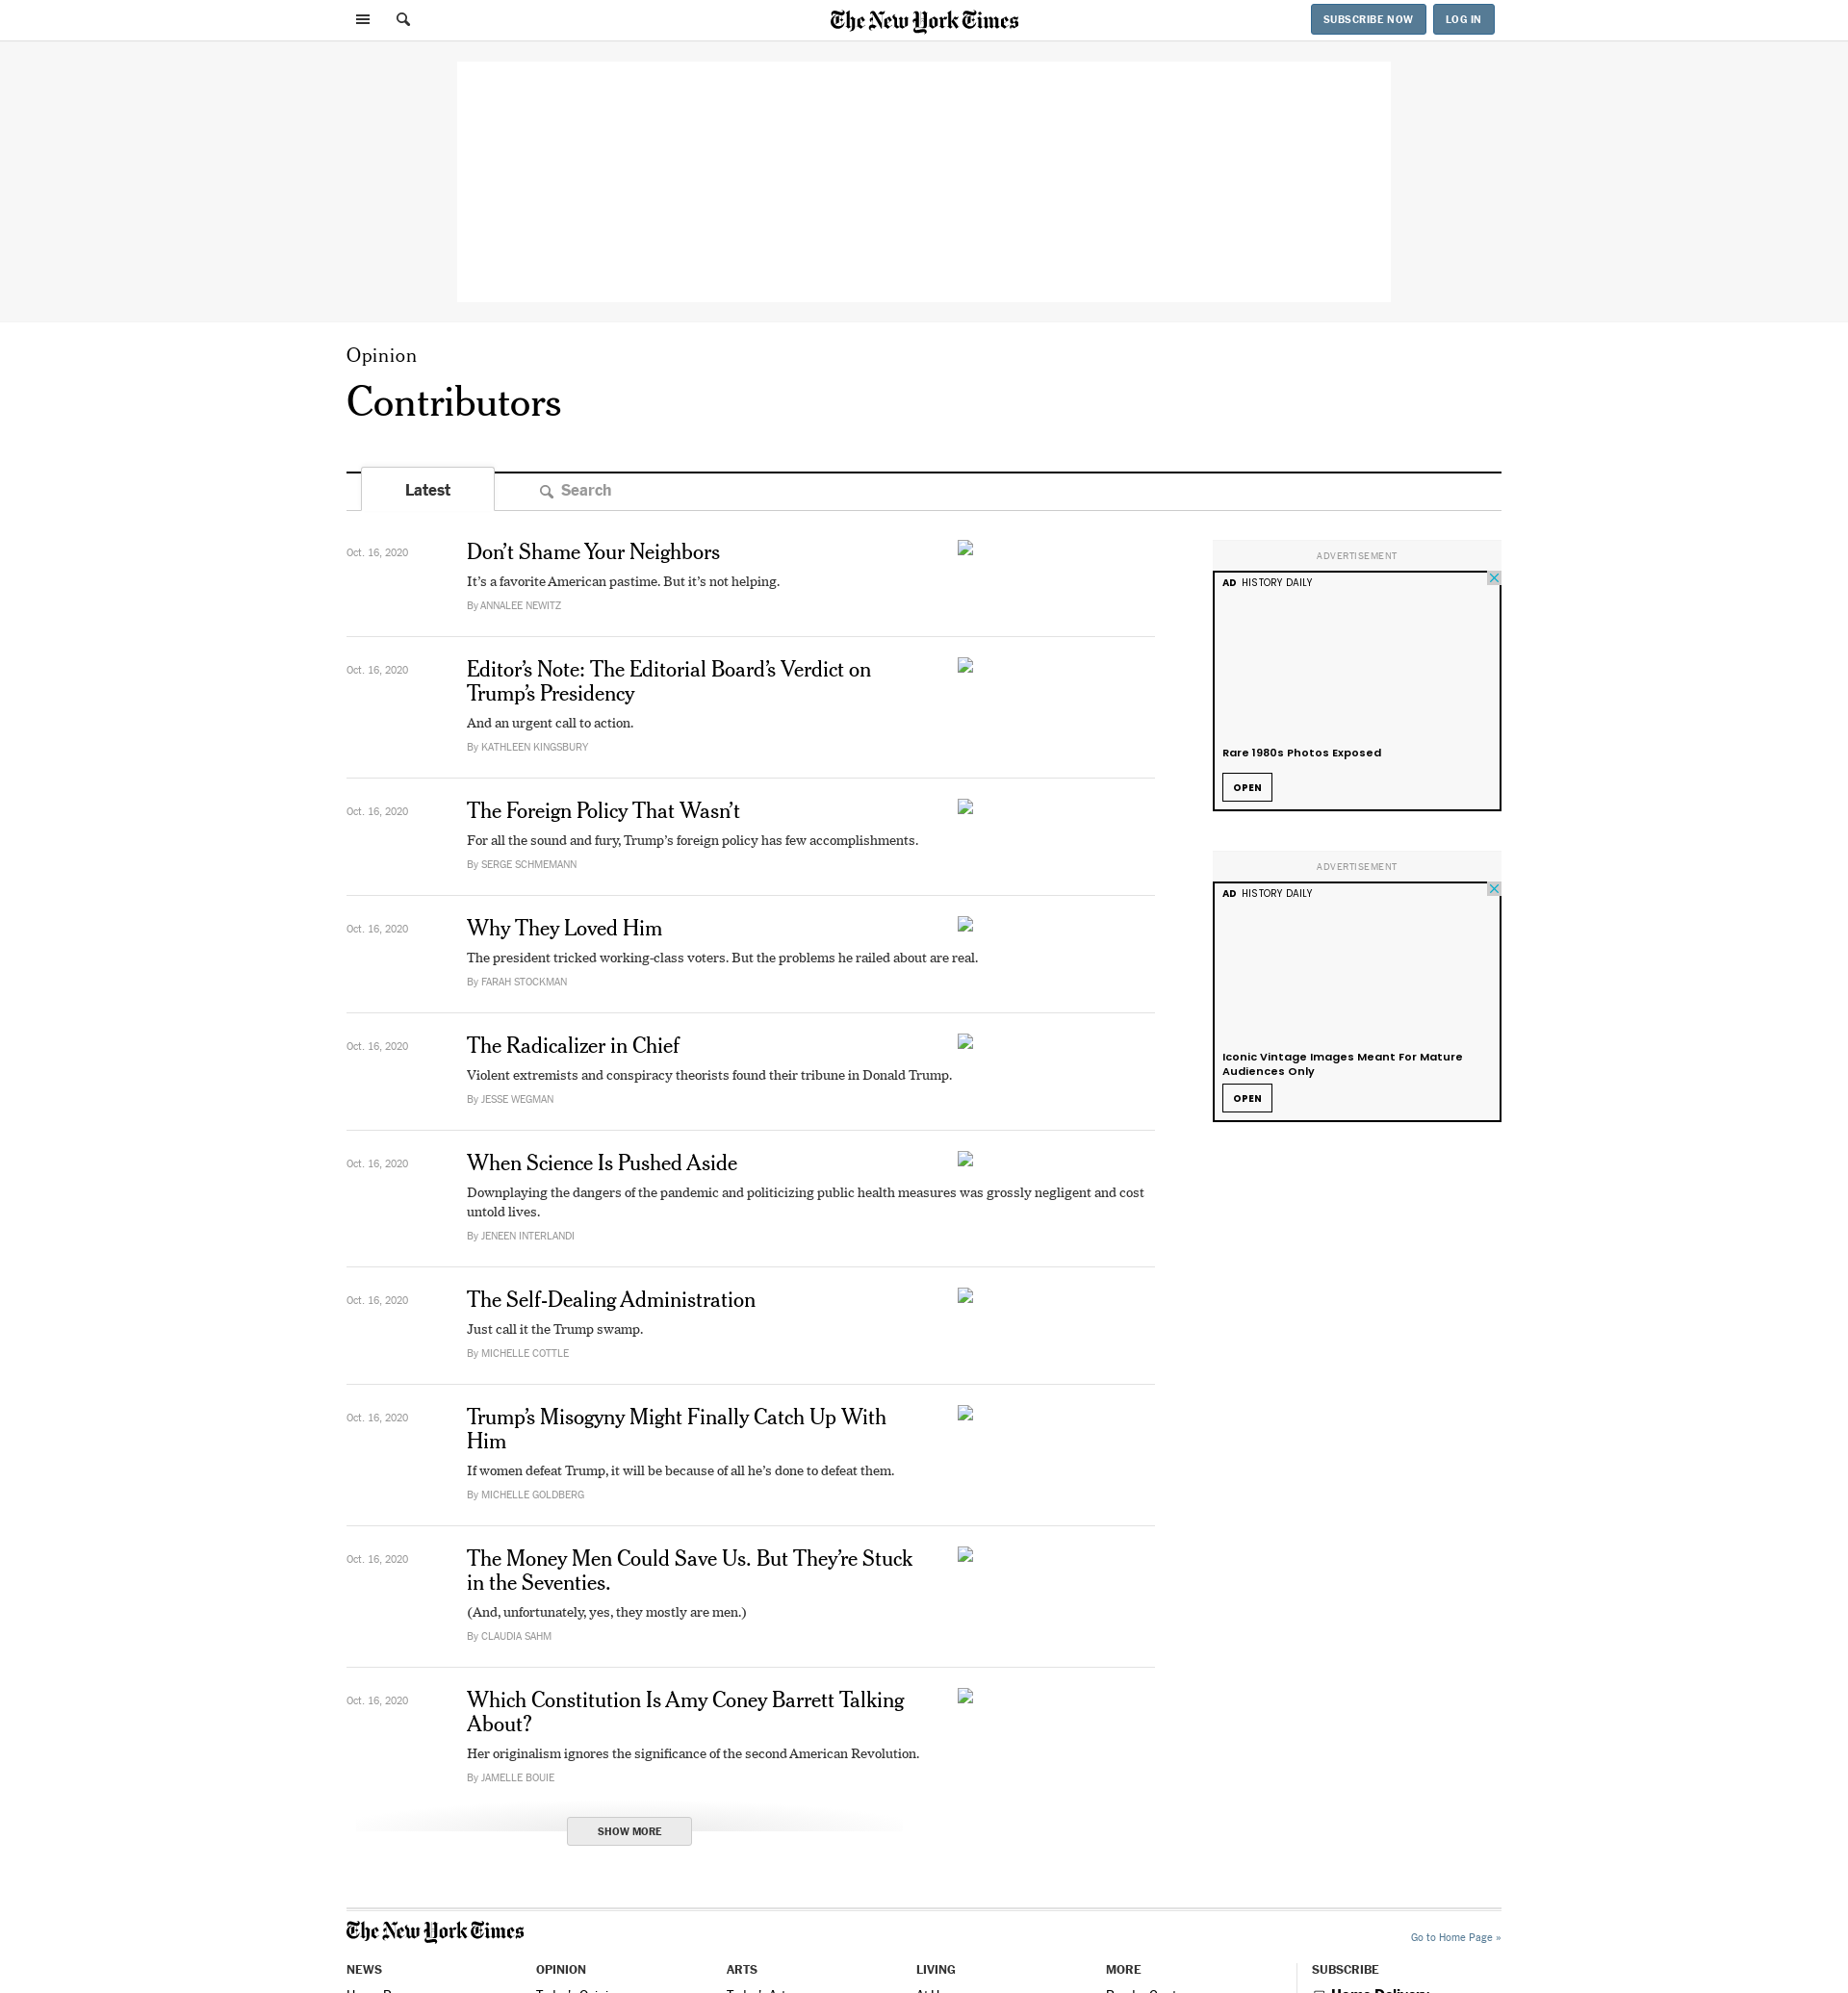 The New York Times
SUBSCRIBE NOW
LOG IN
Opinion
Contributors
Latest
Search
Oct. 16, 2020
Don’t Shame Your Neighbors
It’s a favorite American pastime. But it’s not helping.
By ANNALEE NEWITZ
Oct. 16, 2020
Editor’s Note: The Editorial Board’s Verdict on
Trump’s Presidency
And an urgent call to action.
By KATHLEEN KINGSBURY
Oct. 16, 2020
The Foreign Policy That Wasn’t
For all the sound and fury, Trump’s foreign policy has few accomplishments.
By SERGE SCHMEMANN
Oct. 16, 2020
Why They Loved Him
The president tricked working-class voters. But the problems he railed about are real.
By FARAH STOCKMAN
Oct. 16, 2020
The Radicalizer in Chief
Violent extremists and conspiracy theorists found their tribune in Donald Trump.
By JESSE WEGMAN
Oct. 16, 2020
When Science Is Pushed Aside
Downplaying the dangers of the pandemic and politicizing public health measures was grossly negligent and cost
untold lives.
By JENEEN INTERLANDI
Oct. 16, 2020
The Self-Dealing Administration
Just call it the Trump swamp.
By MICHELLE COTTLE
Oct. 16, 2020
Trump’s Misogyny Might Finally Catch Up With
Him
If women defeat Trump, it will be because of all he’s done to defeat them.
By MICHELLE GOLDBERG
Oct. 16, 2020
The Money Men Could Save Us. But They’re Stuck
in the Seventies.
(And, unfortunately, yes, they mostly are men.)
By CLAUDIA SAHM
Oct. 16, 2020
Which Constitution Is Amy Coney Barrett Talking
About?
Her originalism ignores the significance of the second American Revolution.
By JAMELLE BOUIE
SHOW MORE
ADVERTISEMENT
AD HISTORY DAILY
Rare 1980s Photos Exposed
OPEN
ADVERTISEMENT
AD HISTORY DAILY
Iconic Vintage Images Meant For Mature
Audiences Only
OPEN
The New York Times
Go to Home Page »
NEWS
OPINION
ARTS
LIVING
MORE
SUBSCRIBE
Home Delivery